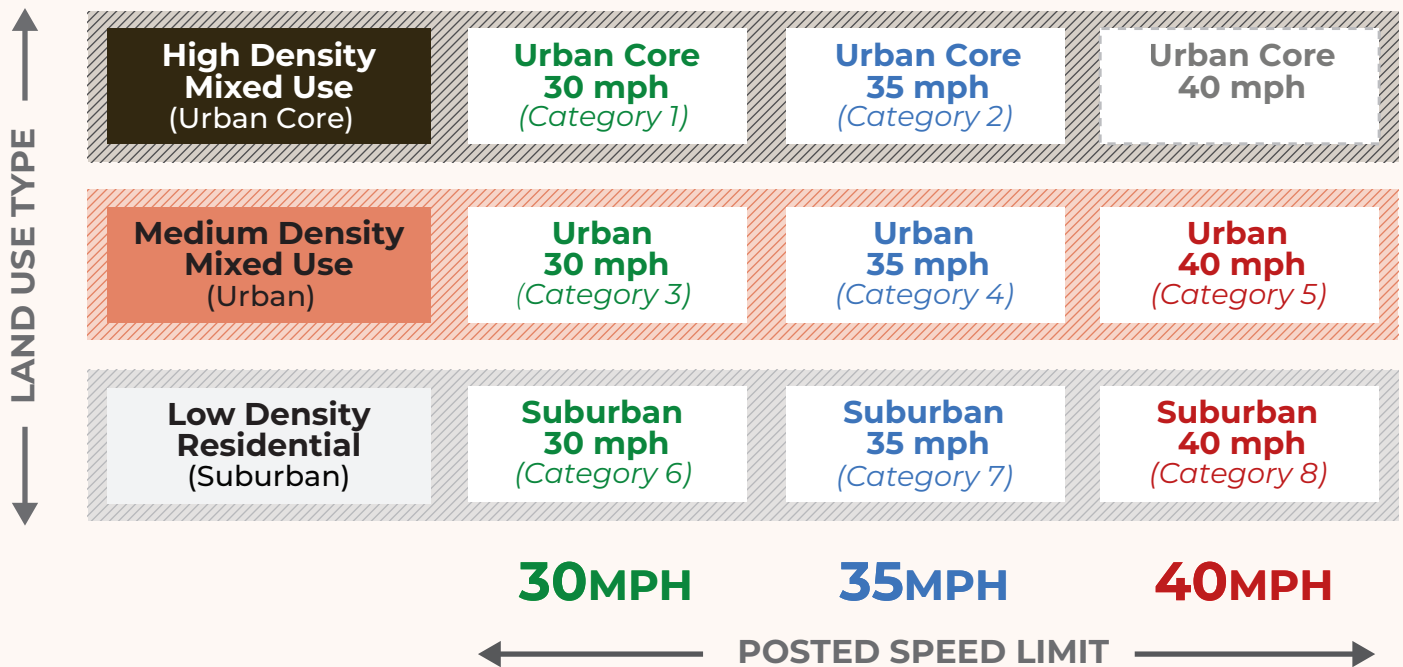 LAND USE TYPE
High Density
Mixed Use
(Urban Core)
Urban Core
30 mph
(Category 1)
Urban Core
35 mph
(Category 2)
Urban Core
40 mph
Medium Density
Mixed Use
(Urban)
Urban
30 mph
(Category 3)
Urban
35 mph
(Category 4)
Urban
40 mph
(Category 5)
Low Density
Residential
(Suburban)
Suburban
30 mph
(Category 6)
Suburban
35 mph
(Category 7)
Suburban
40 mph
(Category 8)
30MPH
35MPH
40MPH
POSTED SPEED LIMIT